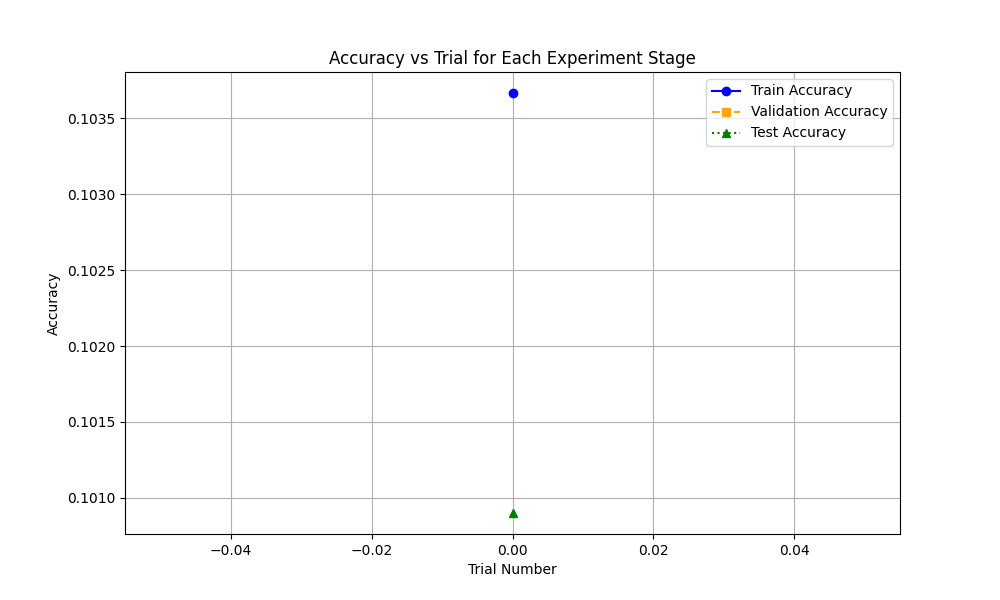 Accuracy vs Trial for Each Experiment Stage
Train Accuracy
Validation Accuracy
Test Accuracy
0.1035
0.1030
0.1025
0.1020
0.1015
0.1010
Accuracy
−0.04
−0.02
0.00
0.02
0.04
Trial Number